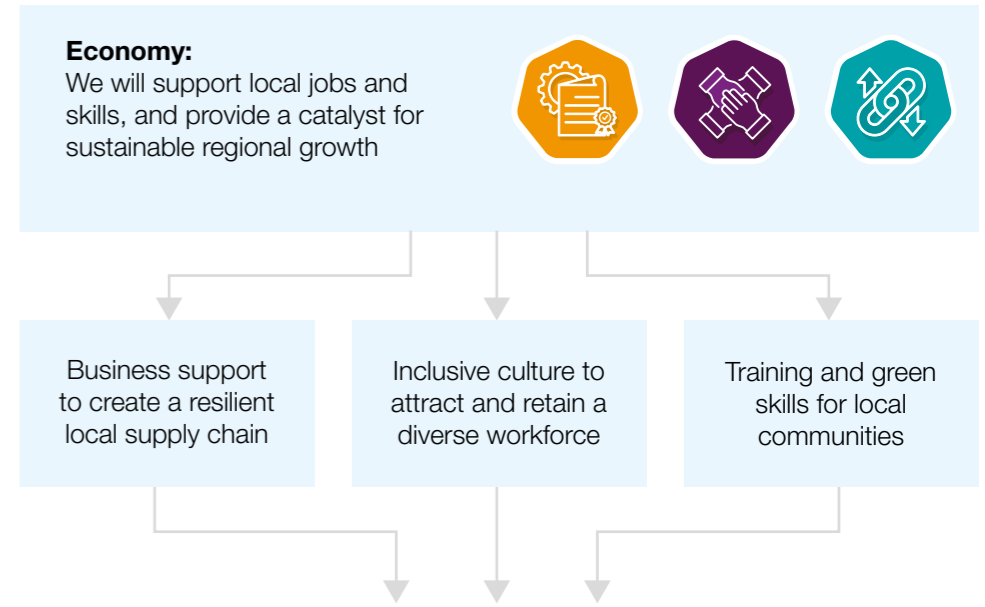 Economy:
We will support local jobs and
skills, and provide a catalyst for
sustainable regional growth
Business support
to create a resilient
local supply chain
Inclusive culture to
attract and retain a
diverse workforce
Training and green
skills for local
communities